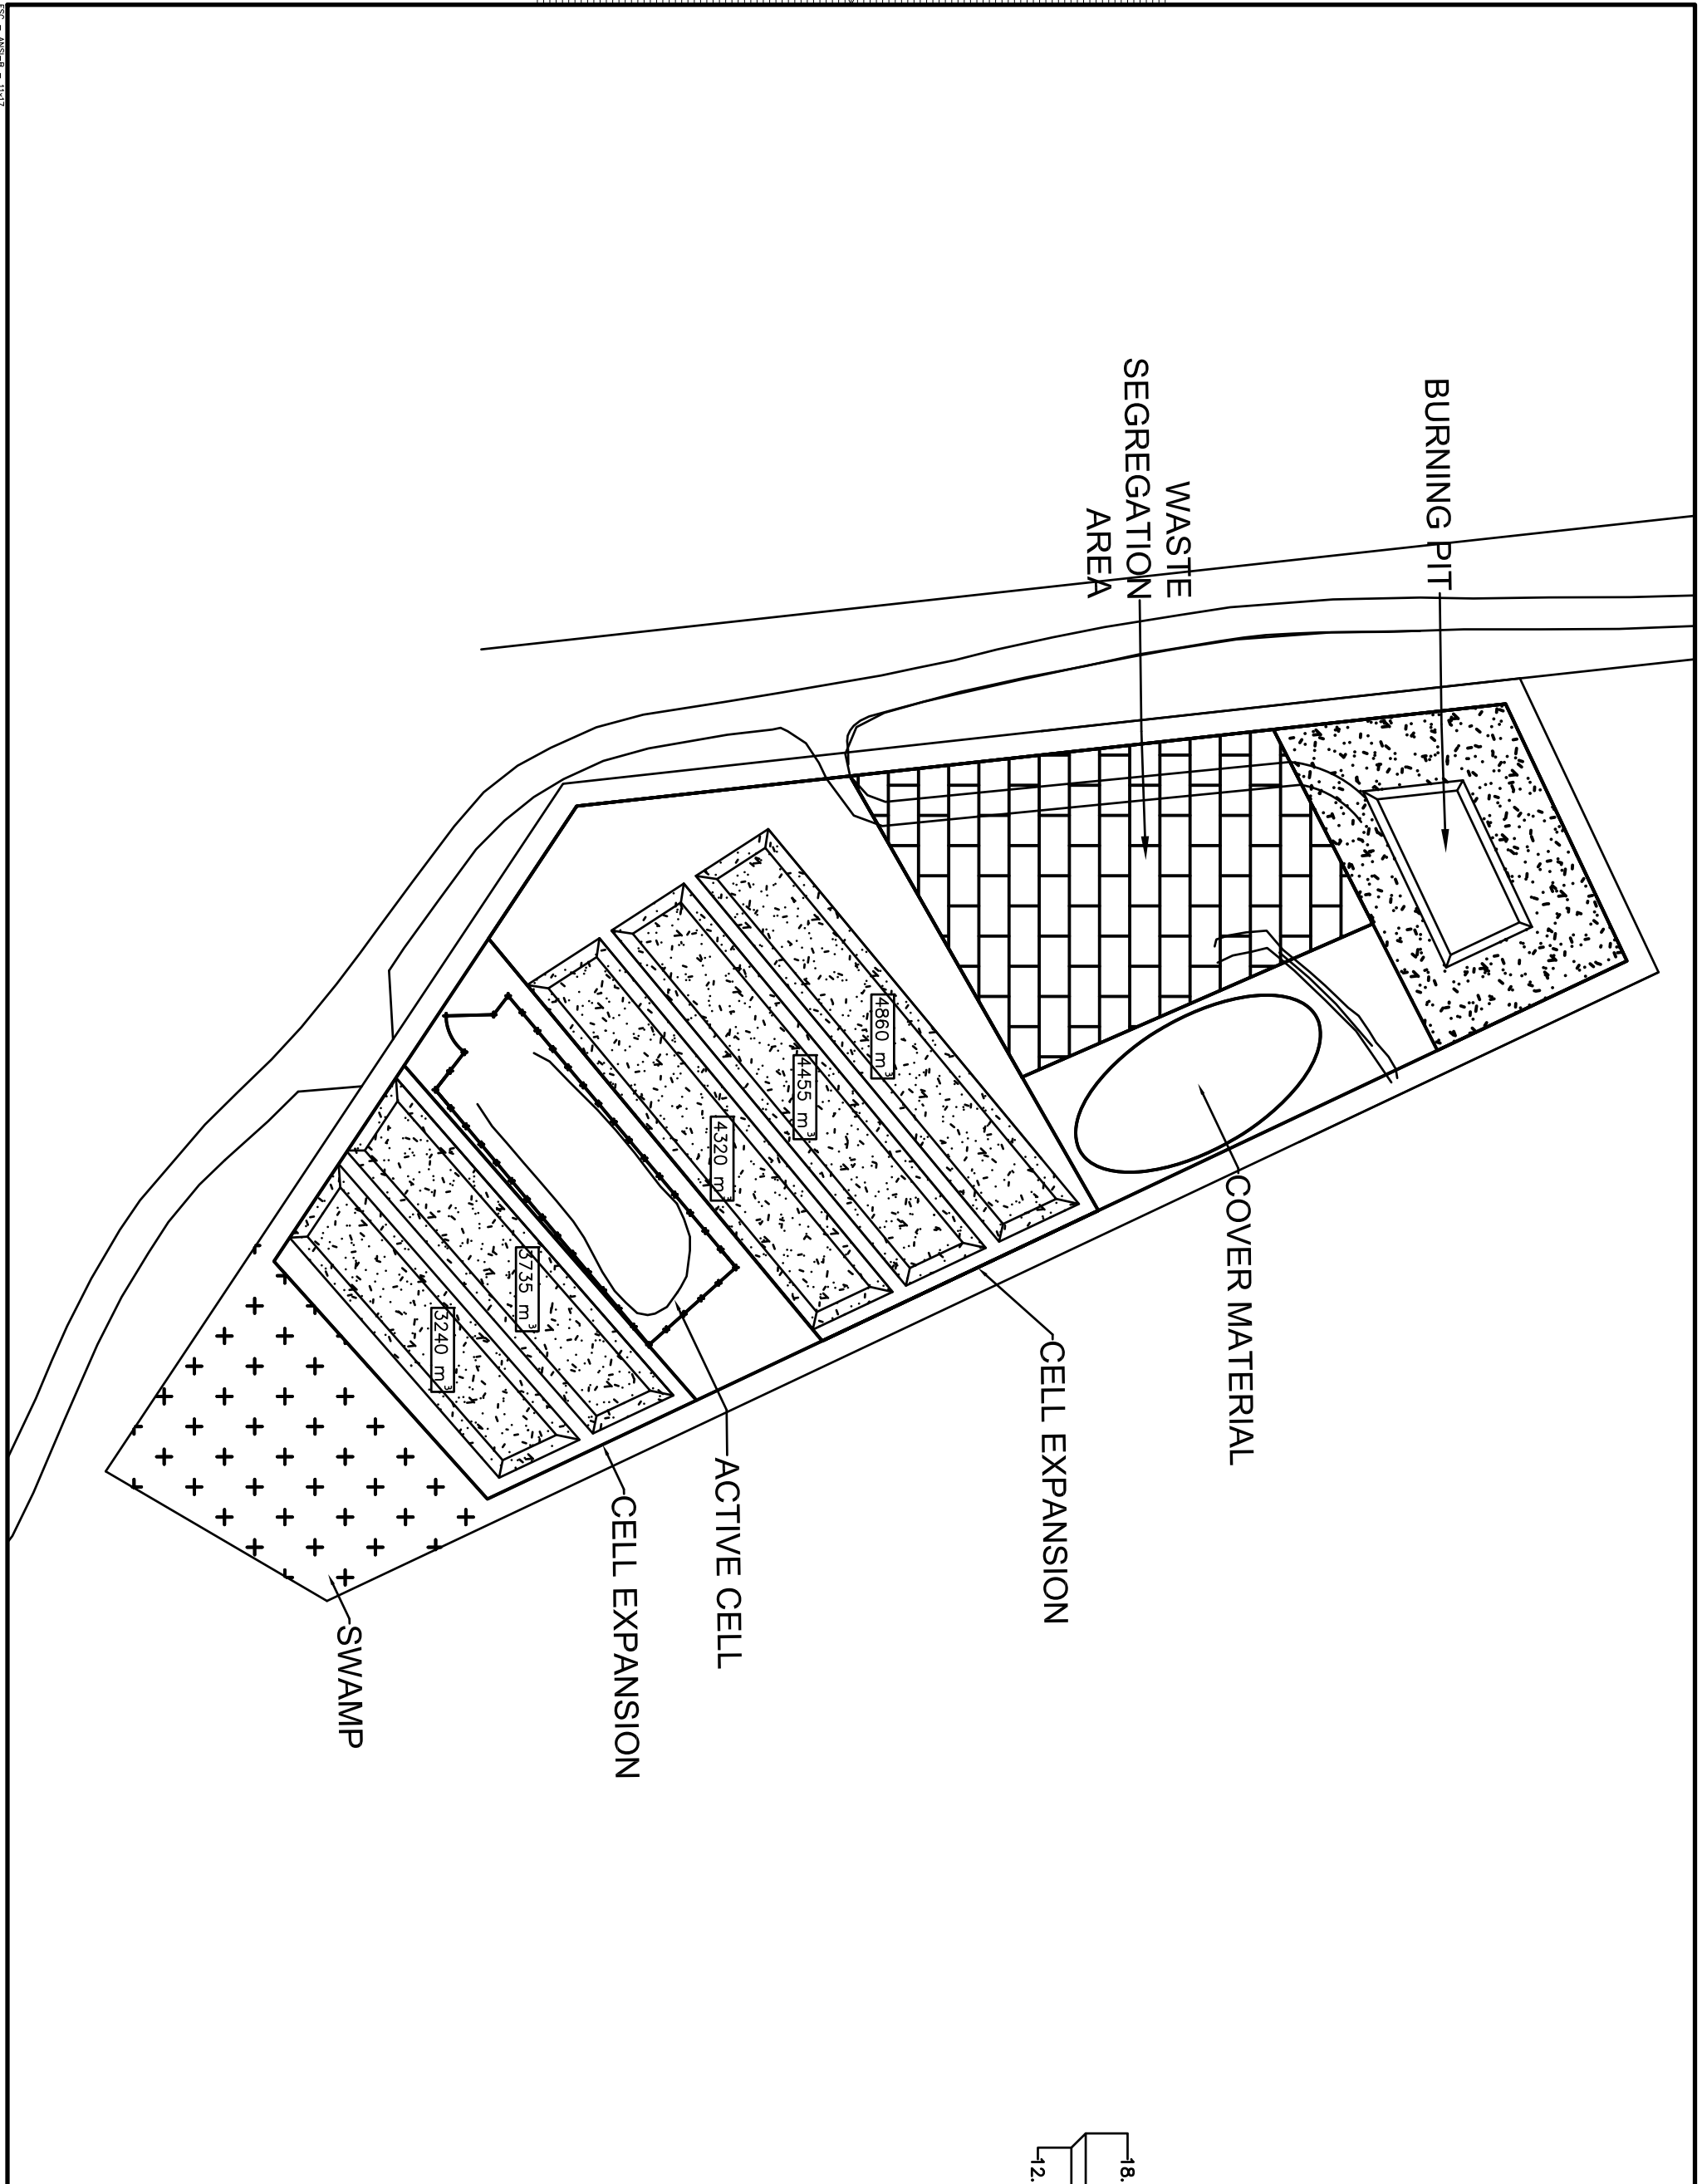 BURNING PIT
WASTE
SEGREGATION
AREA
COVER MATERIAL
CELL EXPANSION
4860 m³
4455 m³
4320 m³
ACTIVE CELL
CELL EXPANSION
3735 m³
3240 m³
SWAMP
18.
12.